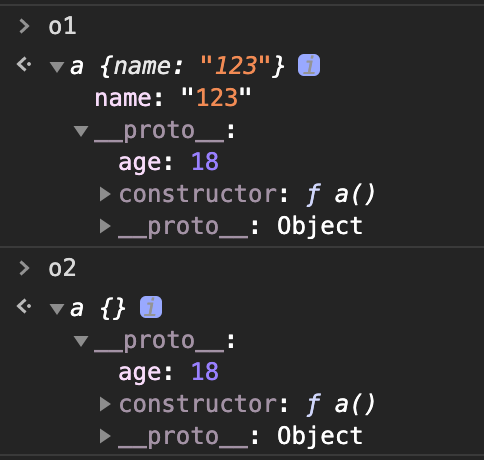 > o1
<· ▼ a {name: "123"} i
name: "123"
▼ __proto__:
age: 18
▶ constructor: ƒ a()
▶ __proto__: Object
> o2
<· ▼ a {} i
▼ __proto__:
age: 18
▶ constructor: ƒ a()
▶ __proto__: Object